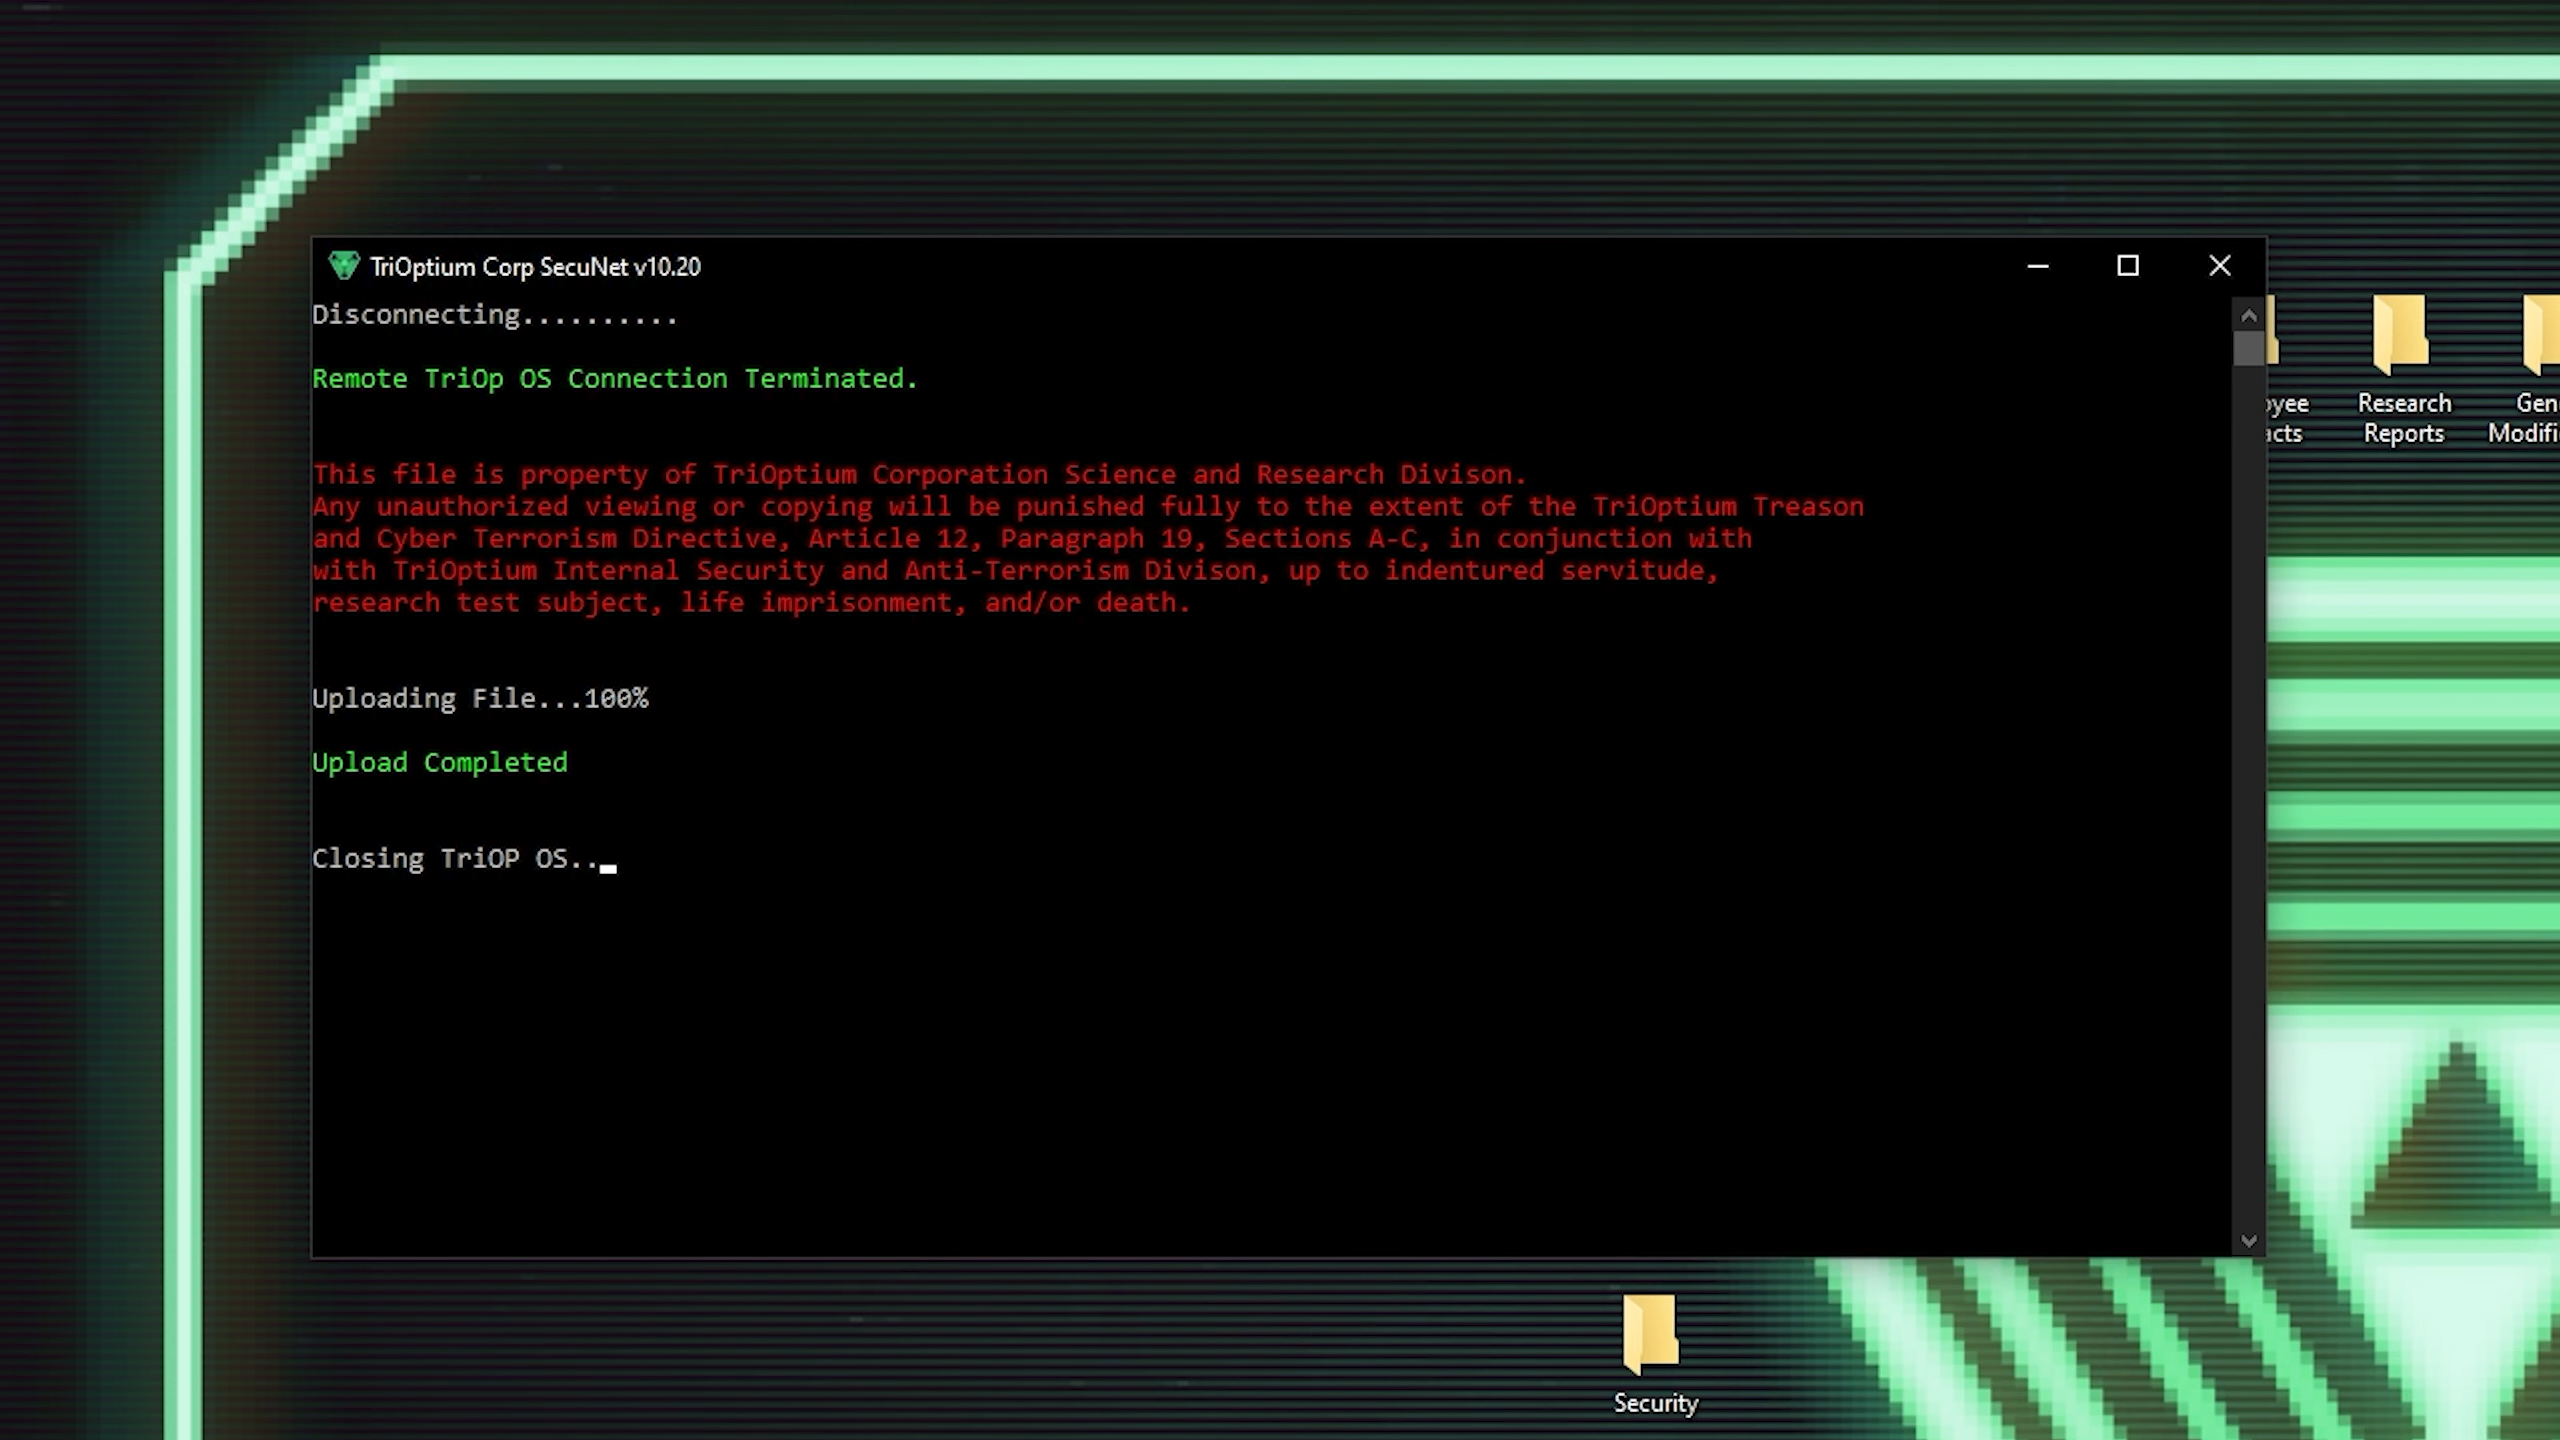 TriOptium Corp SecuNet v10.20
Disconnecting..........
Remote TriOp OS Connection Terminated.
This file is property of TriOptium Corporation Science and Research Divison.
Any unauthorized viewing or copying will be punished fully to the extent of the TriOptium Treason
and Cyber Terrorism Directive, Article 12, Paragraph 19, Sections A-C, in conjunction with
with TriOptium Internal Security and Anti-Terrorism Divison, up to indentured servitude,
research test subject, life imprisonment, and/or death.
Uploading File...100%
Upload Completed
Closing TriOP OS..
Research
Reports
Security